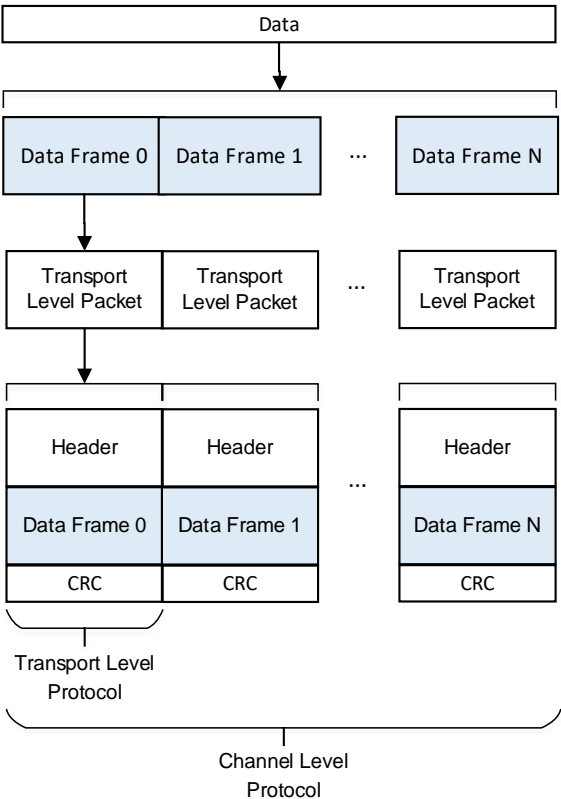 Data
Data Frame 0 Data Frame 1 ... Data Frame N
Transport Level Packet Transport Level Packet ... Transport Level Packet
Header Header ... Header
Data Frame 0 Data Frame 1 Data Frame N
CRC CRC CRC
Transport Level
Protocol
Channel Level
Protocol